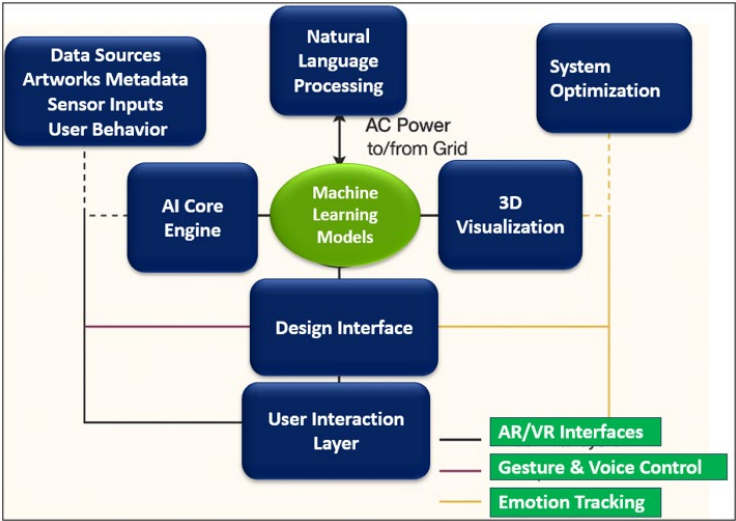 Data Sources
Artworks Metadata
Sensor Inputs
User Behavior
Natural
Language
Processing
System
Optimization
AC Power
to/from Grid
AI Core
Engine
Machine
Learning
Models
3D
Visualization
Design Interface
User Interaction
Layer
AR/VR Interfaces
Gesture & Voice Control
Emotion Tracking